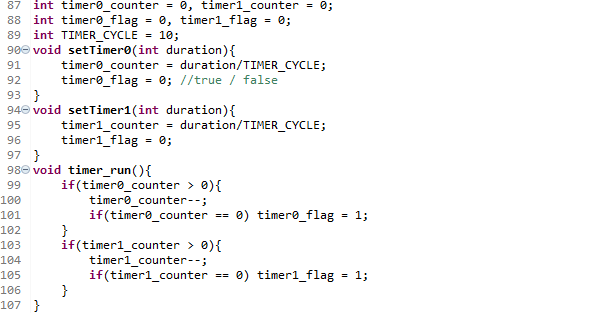 87 int timer0_counter = 0, timer1_counter = 0;
88 int timer0_flag = 0, timer1_flag = 0;
89 int TIMER_CYCLE = 10;
90 void setTimer0(int duration){
91     timer0_counter = duration/TIMER_CYCLE;
92     timer0_flag = 0; //true / false
93 }
94 void setTimer1(int duration){
95     timer1_counter = duration/TIMER_CYCLE;
96     timer1_flag = 0;
97 }
98 void timer_run(){
99     if(timer0_counter > 0){
100         timer0_counter--;
101         if(timer0_counter == 0) timer0_flag = 1;
102     }
103     if(timer1_counter > 0){
104         timer1_counter--;
105         if(timer1_counter == 0) timer1_flag = 1;
106     }
107 }